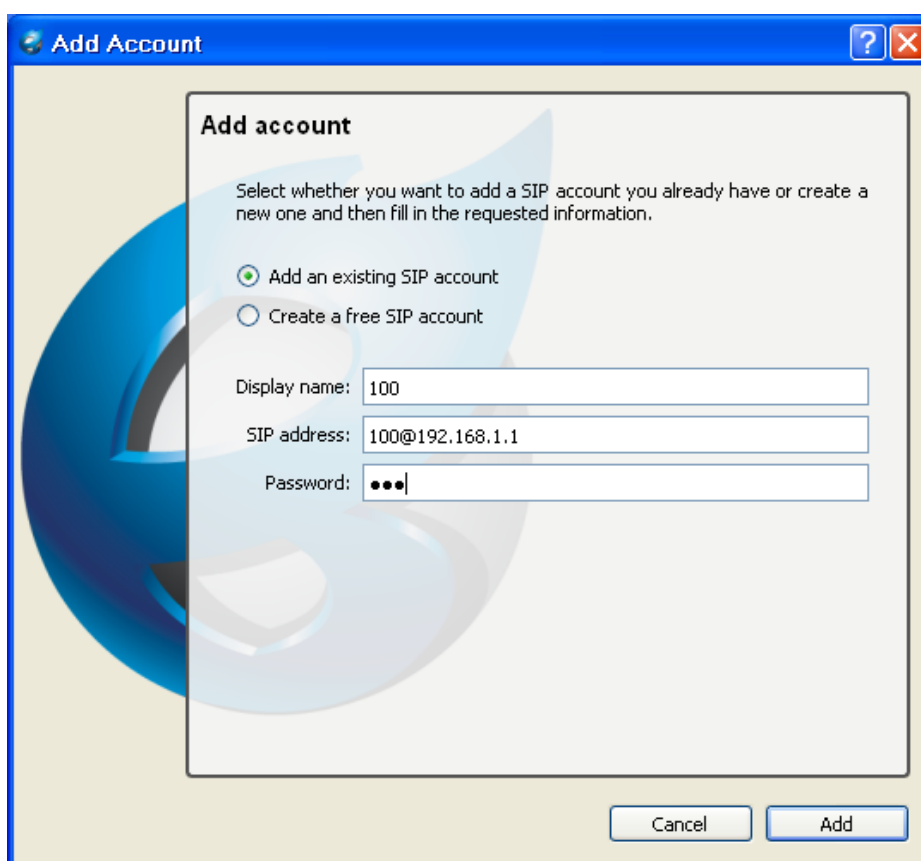 Add Account
Add account
Select whether you want to add a SIP account you already have or create a
new one and then fill in the requested information.
Add an existing SIP account
Create a free SIP account
Display name: 100
SIP address: 100@192.168.1.1
Password: ●●●
Cancel Add